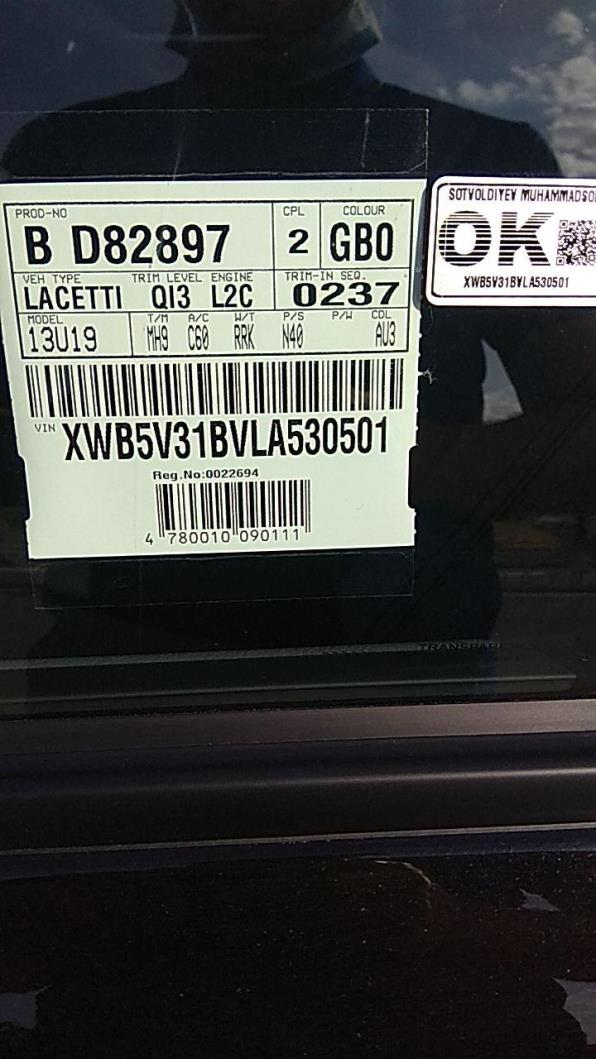 PROD-NO CPL COLOUR
B D82897 2 GB0
VEH TYPE TRIM LEVEL ENGINE TRIM-IN SEQ.
LACETTI QI3 L2C 0237
MODEL T/M A/C W/T P/S P/W CDL
13U19 MH9 C60 RRK N40 AU3
VIN XWB5V31BVLA530501
Reg.No:0022694
4 780010 090111
SOTVOLDIYEV MUHAMMADSO
OK
XWB5V31BVLA530501